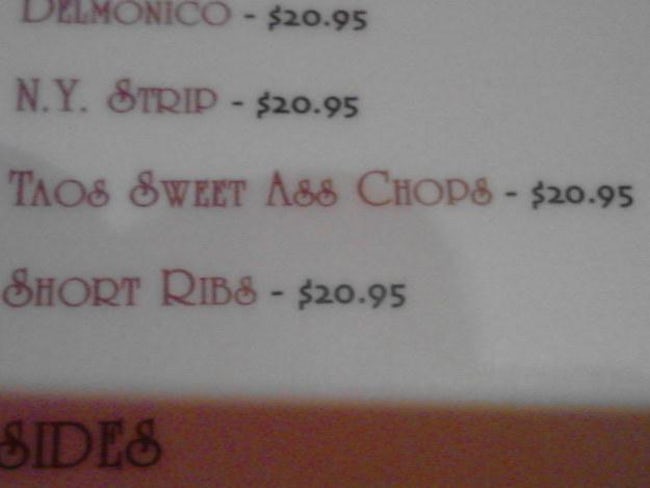 Delmonico - $20.95
N.Y. Strip - $20.95
Taos Sweet Ass Chops - $20.95
Short Ribs - $20.95
SIDES